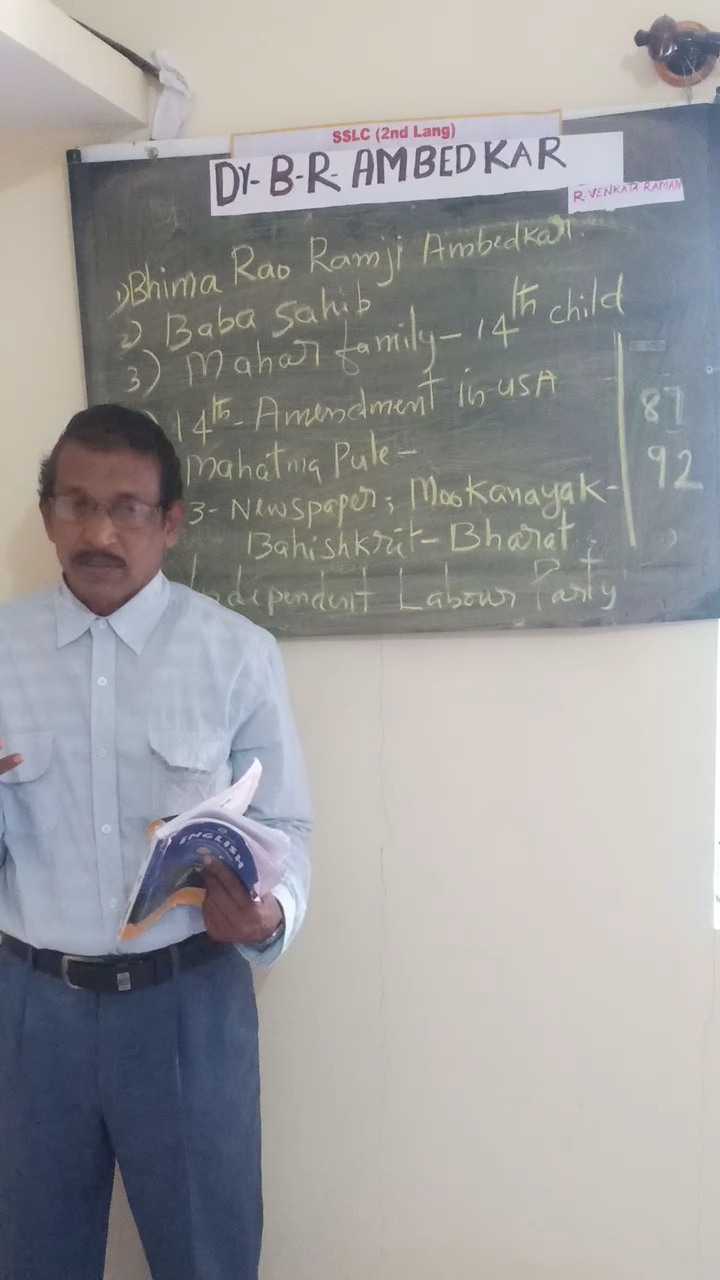 SSLC (2nd Lang)
Dr- B-R- AMBEDKAR
R-VENKATA RAMAN
1) Bhima Rao Ramji Ambedkar.
2) Baba Sahib
3) Mahar family- 14th child
14th- Amendment in USA
Mahatma Pule-
3- Newspaper; Mookanayak-
Bahishkrit- Bharat.
Independent Labour Party
87
92
ENGLISH